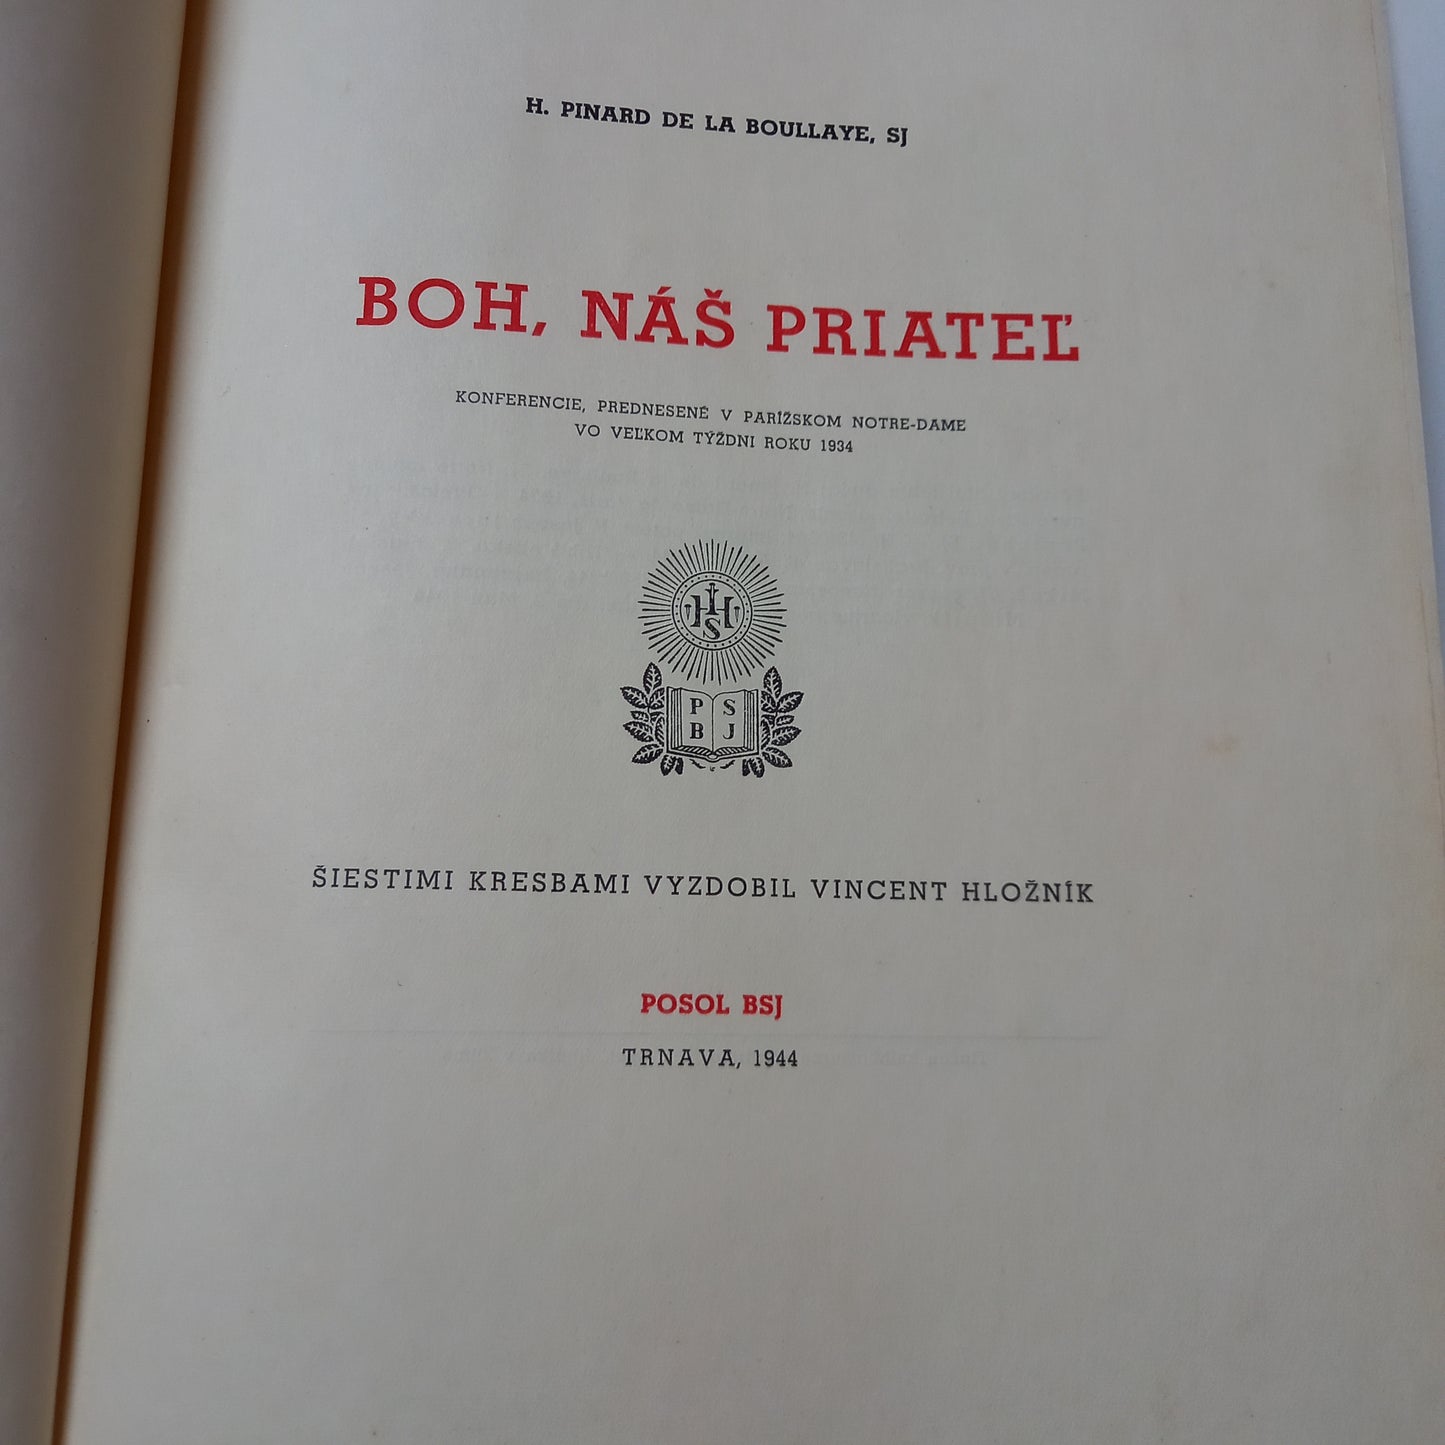 H. PINARD DE LA BOULLAYE, SJ
BOH, NÁŠ PRIATEĽ
KONFERENCIE, PREDNESENÉ V PARÍŽSKOM NOTRE-DAME
VO VEĽKOM TÝŽDNI ROKU 1934
IHS
P S
B J
ŠIESTIMI KRESBAMI VYZDOBIL VINCENT HLOŽNÍK
POSOL BSJ
TRNAVA, 1944